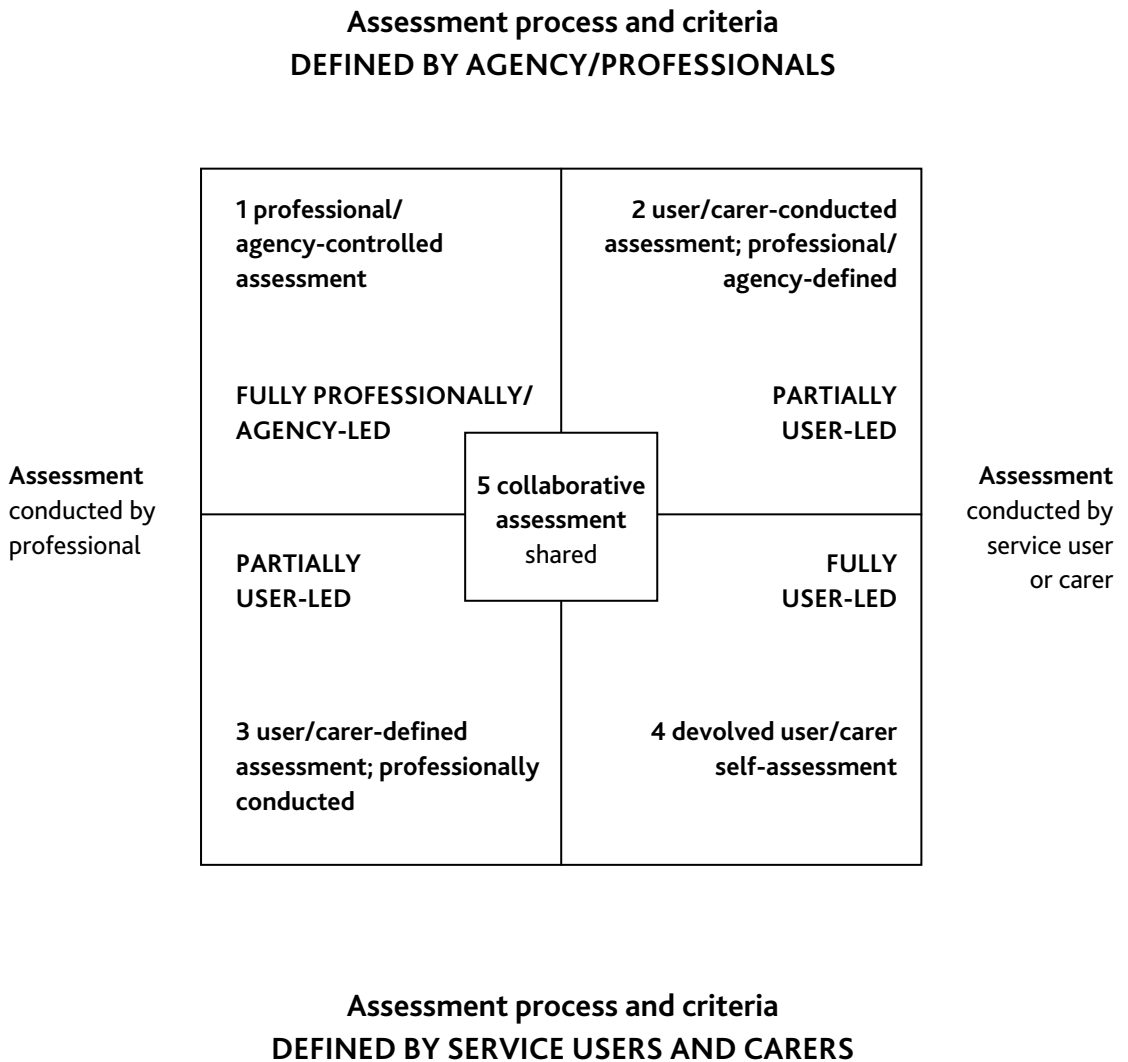 Assessment process and criteria
DEFINED BY AGENCY/PROFESSIONALS
1 professional/
agency-controlled
assessment
2 user/carer-conducted
assessment; professional/
agency-defined
FULLY PROFESSIONALLY/
AGENCY-LED
PARTIALLY
USER-LED
Assessment
conducted by
professional
5 collaborative
assessment
shared
Assessment
conducted by
service user
or carer
PARTIALLY
USER-LED
FULLY
USER-LED
3 user/carer-defined
assessment; professionally
conducted
4 devolved user/carer
self-assessment
Assessment process and criteria
DEFINED BY SERVICE USERS AND CARERS